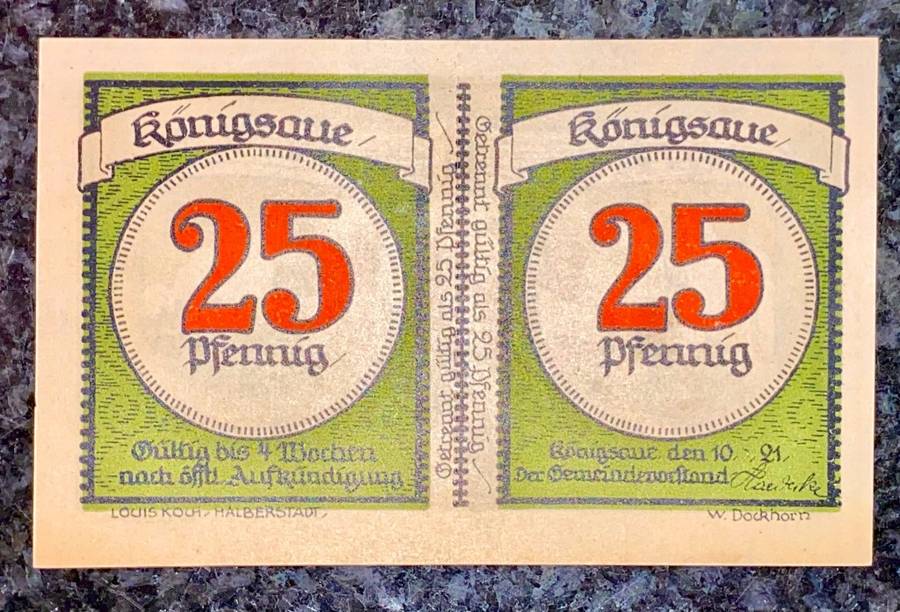 Königsaue
25
Pfennig
Gültig bis 4 Wochen
nach öfftl. Aufkündigung
LOUIS KOCH, HALBERSTADT,
Getrennt gültig als 25 Pfennig
Getrennt gültig als 25 Pfennig
Königsaue
25
Pfennig
Königsaue, den 10 . 21,
Der Gemeindevorstand
W. Dockhorn